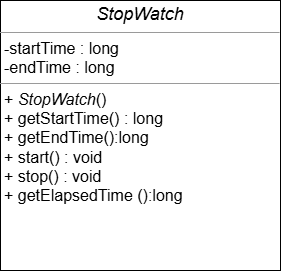 StopWatch
-startTime : long
-endTime : long
+ StopWatch()
+ getStartTime() : long
+ getEndTime():long
+ start() : void
+ stop() : void
+ getElapsedTime ():long